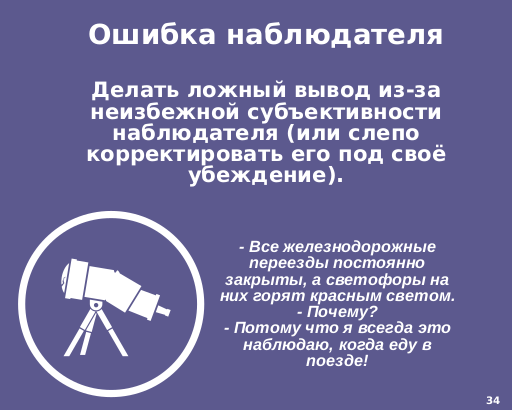 Ошибка наблюдателя
Делать ложный вывод из-за
неизбежной субъективности
наблюдателя (или слепо
корректировать его под своё
убеждение).
- Все железнодорожные
переезды постоянно
закрыты, а светофоры на
них горят красным светом.
- Почему?
- Потому что я всегда это
наблюдаю, когда еду в
поезде!
34